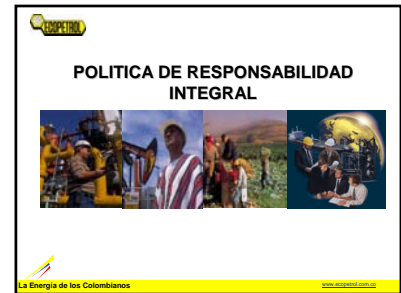 ECOPETROL
POLITICA DE RESPONSABILIDAD
INTEGRAL
La Energía de los Colombianos
www.ecopetrol.com.co